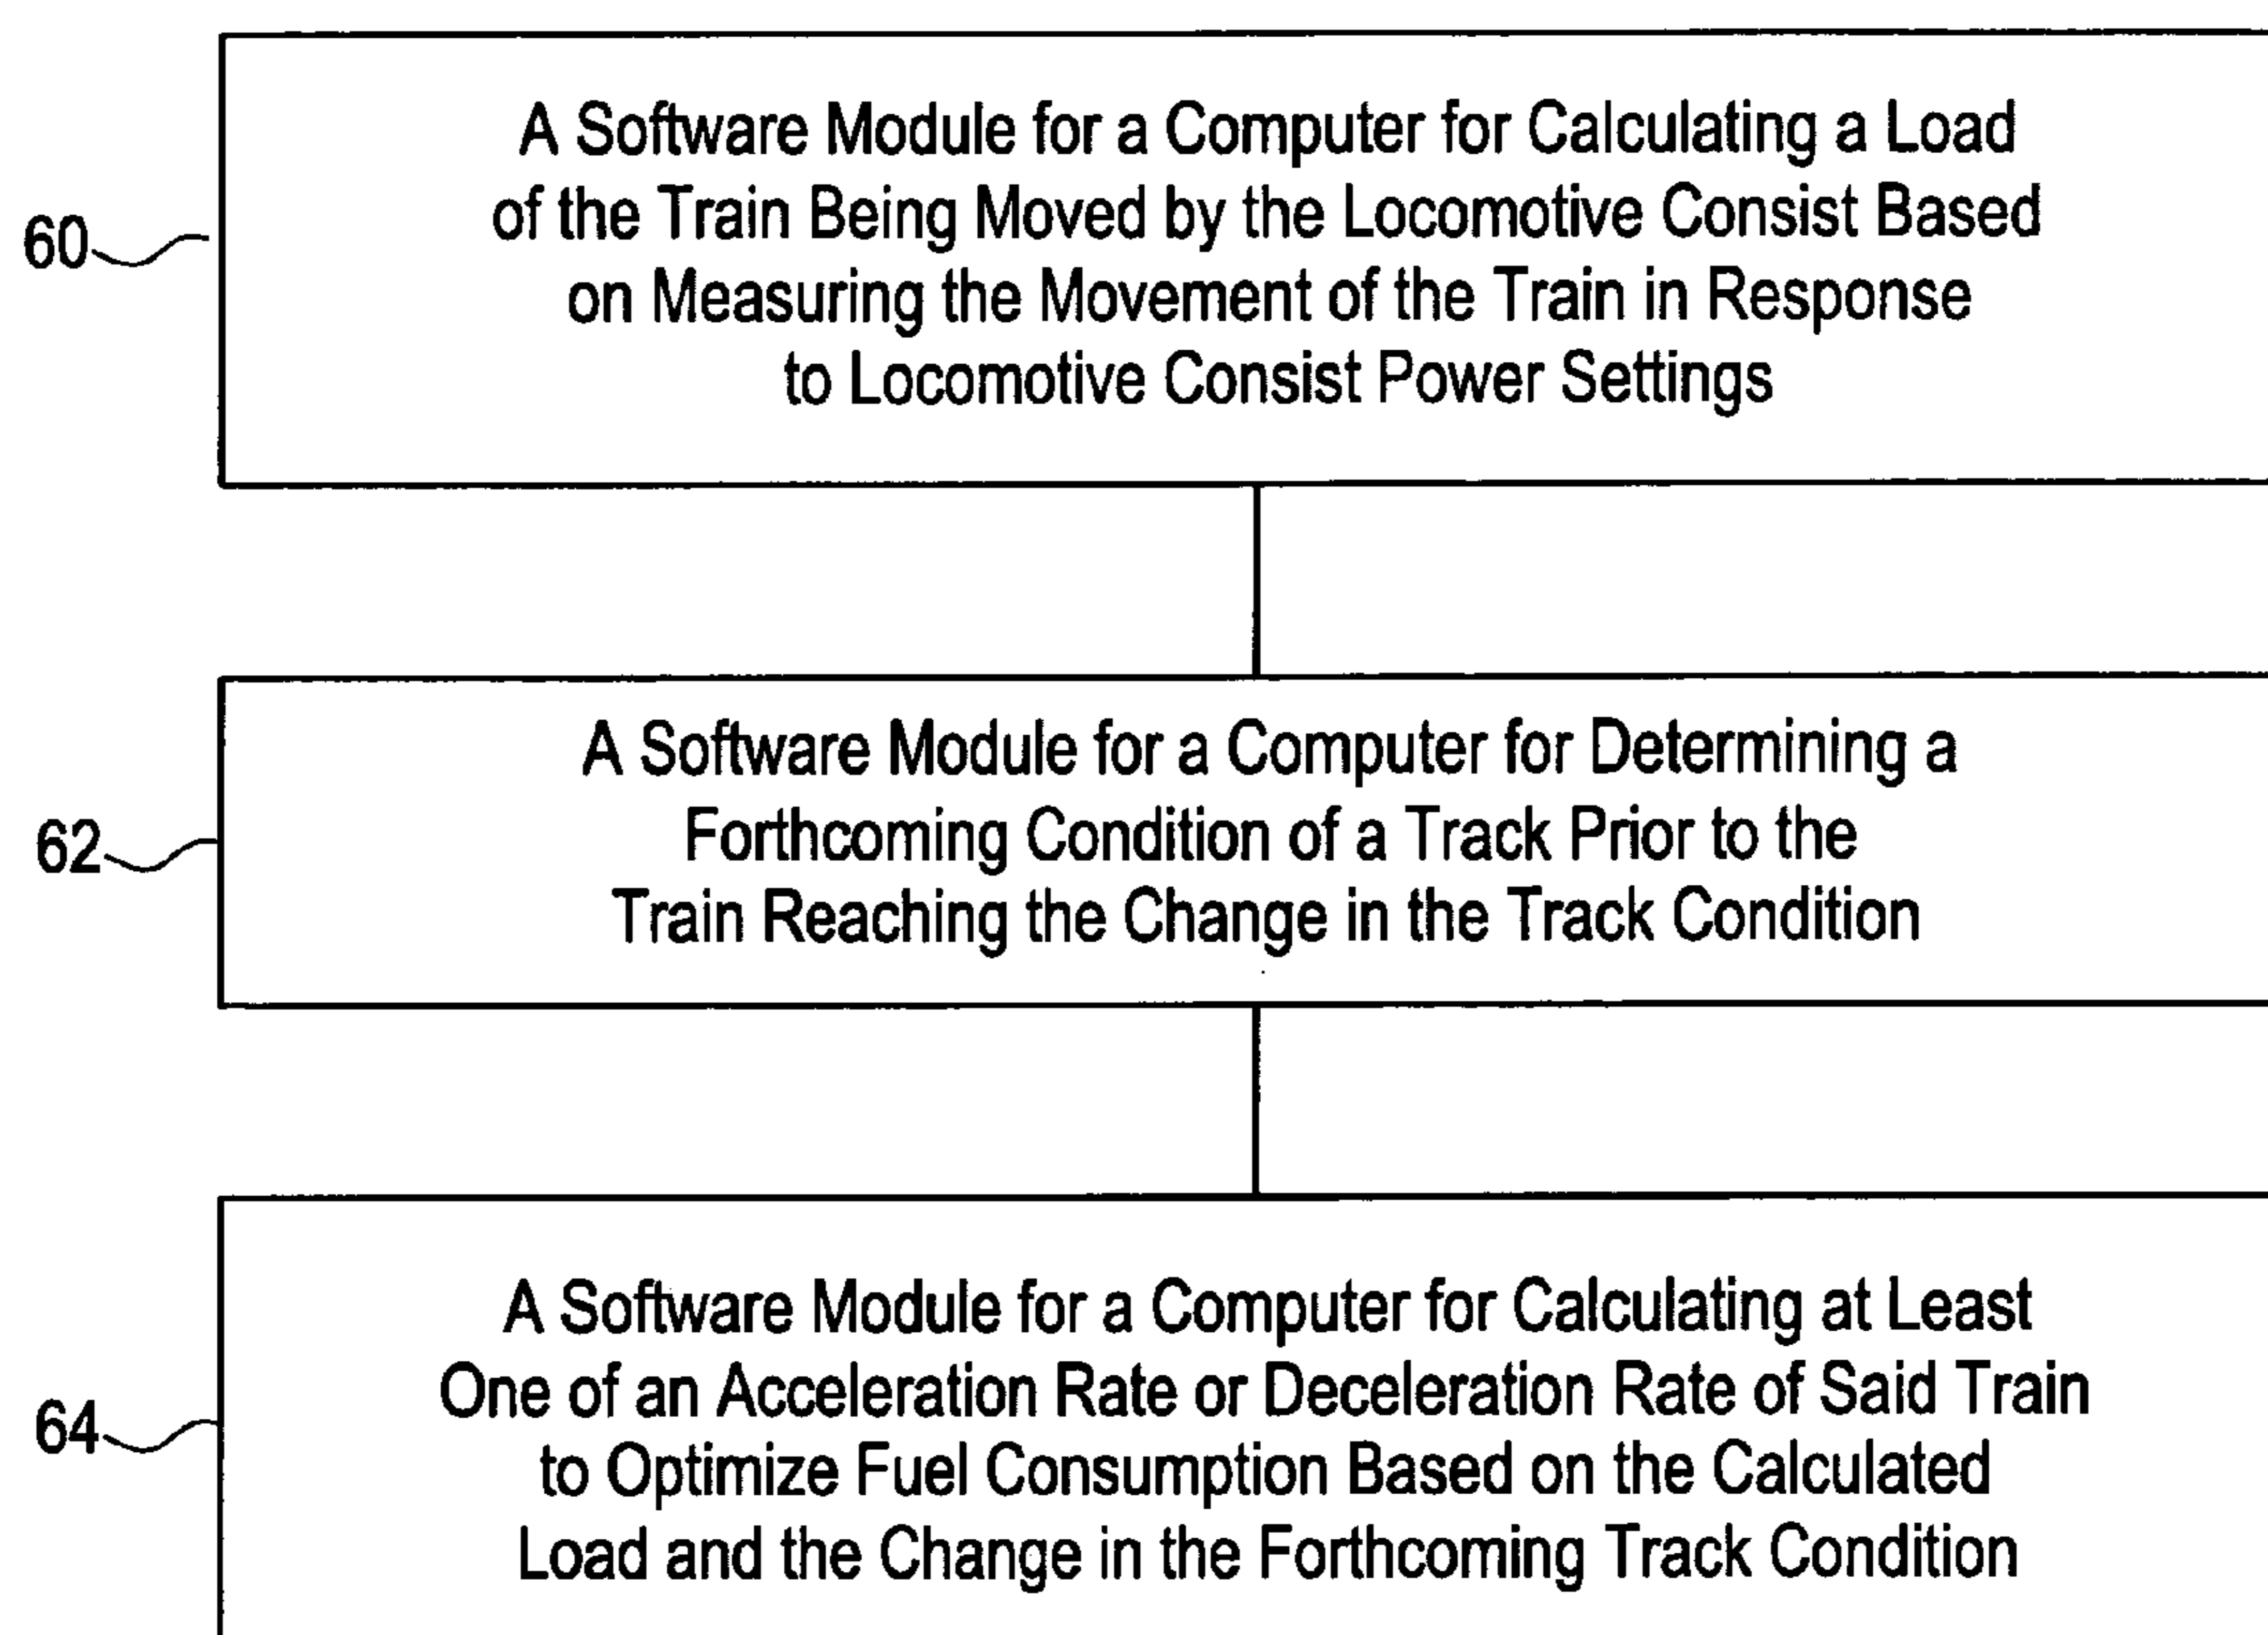 A Software Module for a Computer for Calculating a Load
of the Train Being Moved by the Locomotive Consist Based
on Measuring the Movement of the Train in Response
to Locomotive Consist Power Settings
60
A Software Module for a Computer for Determining a
Forthcoming Condition of a Track Prior to the
Train Reaching the Change in the Track Condition
62
A Software Module for a Computer for Calculating at Least
One of an Acceleration Rate or Deceleration Rate of Said Train
to Optimize Fuel Consumption Based on the Calculated
Load and the Change in the Forthcoming Track Condition
64